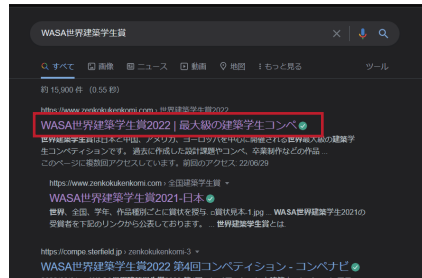 WASA世界建築学生賞
すべて 画像 ニュース 動画 地図 もっと見る ツール
約 15,900 件 (0.55 秒)
https://www.zenkokukenkomi.com › 世界建築学生賞2022
WASA世界建築学生賞2022 | 最大級の建築学生コンペ
世界建築学生賞は日本と中国、アメリカ、ヨーロッパを中心に開催される世界最大級の建築学
生コンペティションです。 過去に作成した設計課題やコンペ、卒業制作などの作品 ...
このページに複数回アクセスしています。前回のアクセス: 22/06/29
https://www.zenkokukenkomi.com › 全国建築学生賞
WASA世界建築学生賞2021-日本
世界、全国、学年、作品種別ごとに賞状を授与. □賞状見本-1.jpg ... WASA世界建築学生2021の
受賞者を下記のリンクから公表しております。 ... 世界建築学生賞とは.
https://compe.sterfield.jp › zenkokukenkomi-3
WASA世界建築学生賞2022 第4回コンペティション - コンペナビ